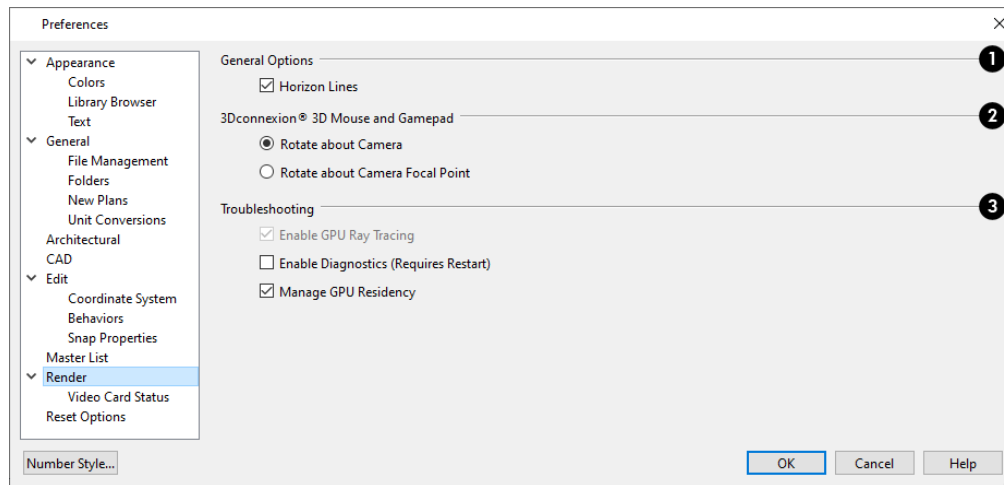 Preferences
Appearance
Colors
Library Browser
Text
General
File Management
Folders
New Plans
Unit Conversions
Architectural
CAD
Edit
Coordinate System
Behaviors
Snap Properties
Master List
Render
Video Card Status
Reset Options
General Options 1
Horizon Lines
3Dconnexion® 3D Mouse and Gamepad 2
Rotate about Camera
Rotate about Camera Focal Point
Troubleshooting 3
Enable GPU Ray Tracing
Enable Diagnostics (Requires Restart)
Manage GPU Residency
Number Style... OK Cancel Help